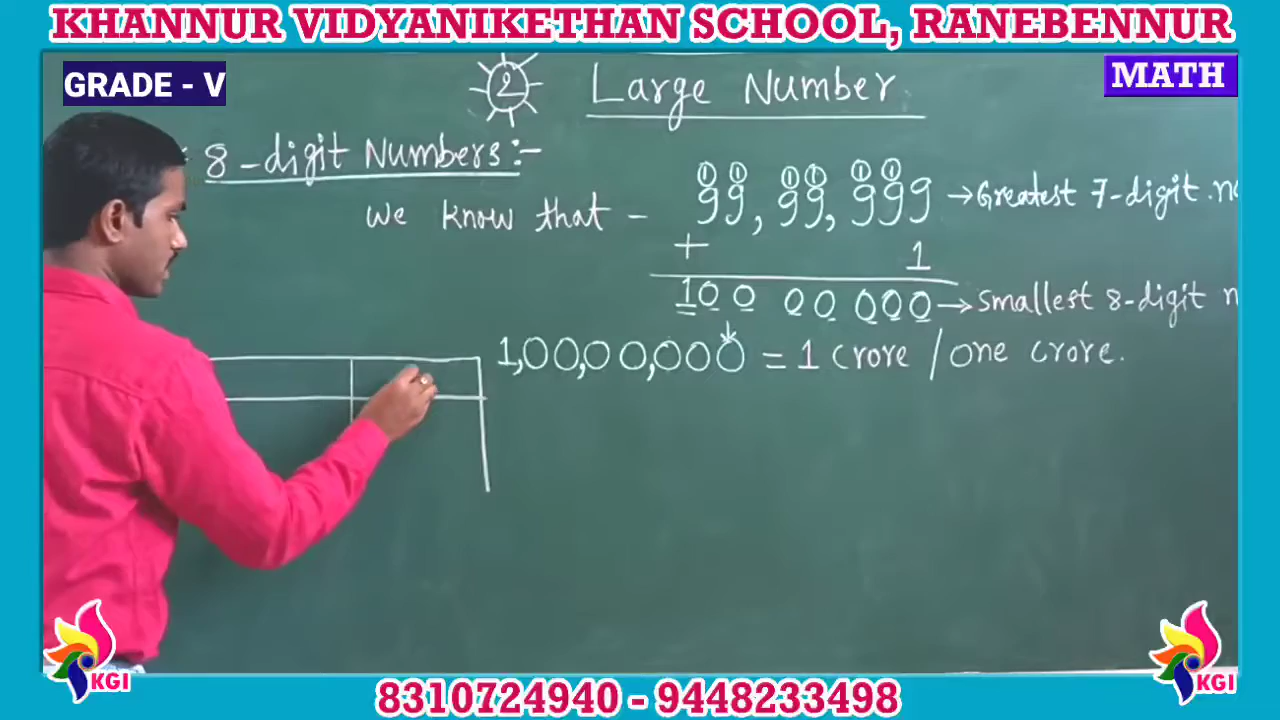 KHANNUR VIDYANIKETHAN SCHOOL, RANEBENNUR
GRADE - V
MATH
2 Large Number
8-digit Numbers:-
We know that - 99,99,999 → Greatest 7-digit
+ 1
100 00 000 → Smallest 8-digit
1,00,00,000 = 1 Crore / One Crore.
KGI
KGI
8310724940 - 9448233498